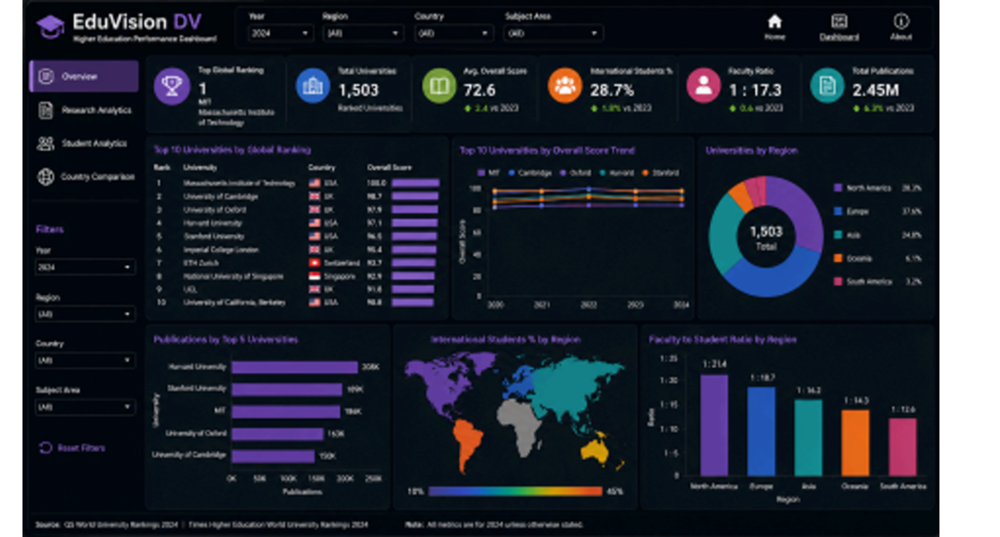 EduVision DV
Higher Education Performance Dashboard
Year
2024
Region
(All)
Country
(All)
Subject Area
(All)
Home
Dashboard
About
Overview
Research Analytics
Student Analytics
Country Comparison
Filters
Year
2024
Region
(All)
Country
(All)
Subject Area
(All)
Reset Filters
Top Global Ranking
1
MIT
Massachusetts Institute
of Technology
Total Universities
1,503
Ranked Universities
Avg. Overall Score
72.6
2.4 vs 2023
International Students %
28.7%
1.8% vs 2023
Faculty Ratio
1 : 17.3
0.6 vs 2023
Total Publications
2.45M
6.3% vs 2023
Top 10 Universities by Global Ranking
Rank University Country Overall Score
1 Massachusetts Institute of Technology USA 100.0
2 University of Cambridge UK 98.7
3 University of Oxford UK 97.9
4 Harvard University USA 97.1
5 Stanford University USA 96.5
6 Imperial College London UK 95.4
7 ETH Zurich Switzerland 93.7
8 National University of Singapore Singapore 92.9
9 UCL UK 91.8
10 University of California, Berkeley USA 90.8
Top 10 Universities by Overall Score Trend
MIT Cambridge Oxford Harvard Stanford
Overall Score
100
80
60
40
20
0
2020 2021 2022 2023 2024
Universities by Region
1,503
Total
North America 28.3%
Europe 37.6%
Asia 24.8%
Oceania 6.1%
South America 3.2%
Publications by Top 5 Universities
University
Harvard University 208K
Stanford University 189K
MIT 186K
University of Oxford 163K
University of Cambridge 150K
0K 50K 100K 150K 200K 250K
Publications
International Students % by Region
10% 45%
Faculty to Student Ratio by Region
Ratio
1 : 25
1 : 20
1 : 15
1 : 10
1 : 5
0
1 : 21.4
1 : 18.7
1 : 16.2
1 : 14.3
1 : 12.6
North America Europe Asia Oceania South America
Region
Source: QS World University Rankings 2024 | Times Higher Education World University Rankings 2024
Note: All metrics are for 2024 unless otherwise stated.